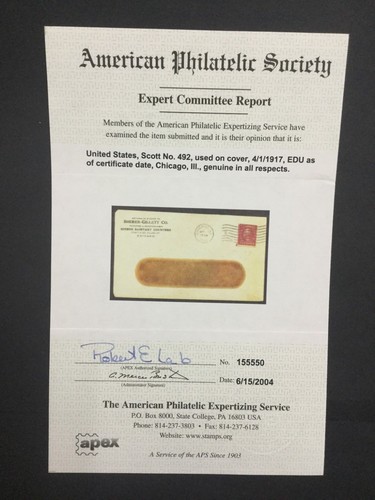 American Philatelic Society
Expert Committee Report
Members of the American Philatelic Expertizing Service have
examined the item submitted and it is their opinion that it is:
United States, Scott No. 492, used on cover, 4/1/1917, EDU as
of certificate date, Chicago, Ill., genuine in all respects.
Robert E Lab
(APEX Authorized Signature)
(Administrator Signature)
No. 155550
Date: 6/15/2004
The American Philatelic Expertizing Service
P.O. Box 8000, State College, PA 16803 USA
Phone: 814-237-3803 • Fax: 814-237-6128
Website: www.stamps.org
apex
A Service of the APS Since 1903